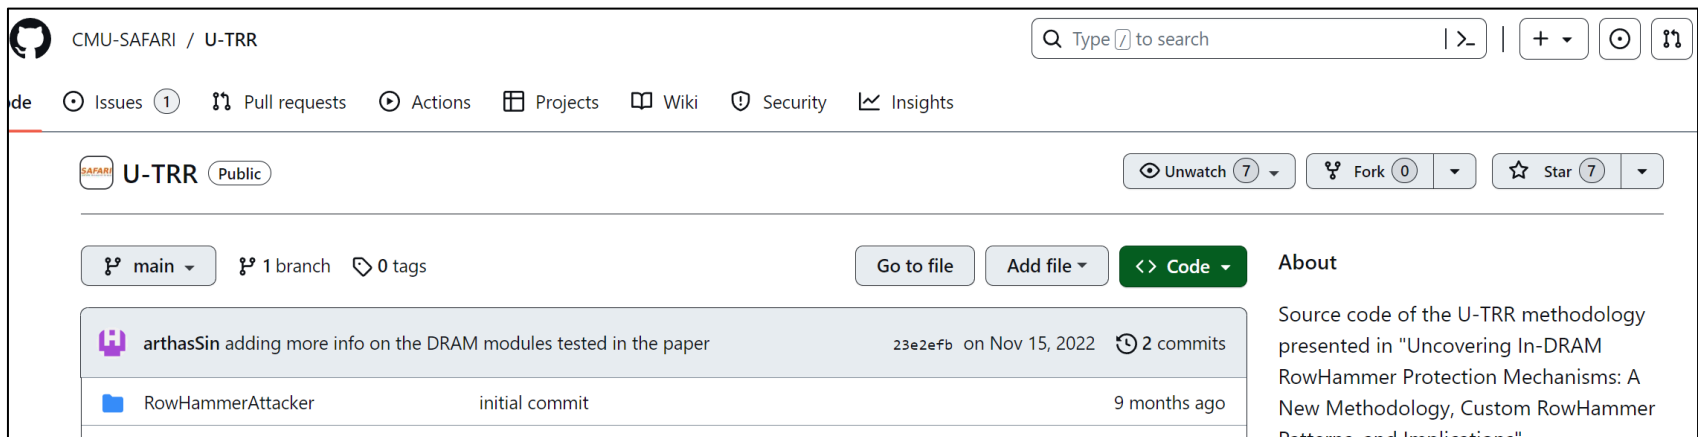 CMU-SAFARI / U-TRR
Type / to search
de
Issues 1
Pull requests
Actions
Projects
Wiki
Security
Insights
SAFARI
U-TRR Public
Unwatch 7
Fork 0
Star 7
main
1 branch
0 tags
Go to file
Add file
<> Code
arthasSin adding more info on the DRAM modules tested in the paper
23e2efb on Nov 15, 2022
2 commits
RowHammerAttacker
initial commit
9 months ago
About
Source code of the U-TRR methodology
presented in "Uncovering In-DRAM
RowHammer Protection Mechanisms: A
New Methodology, Custom RowHammer
Patterns, and Implications"